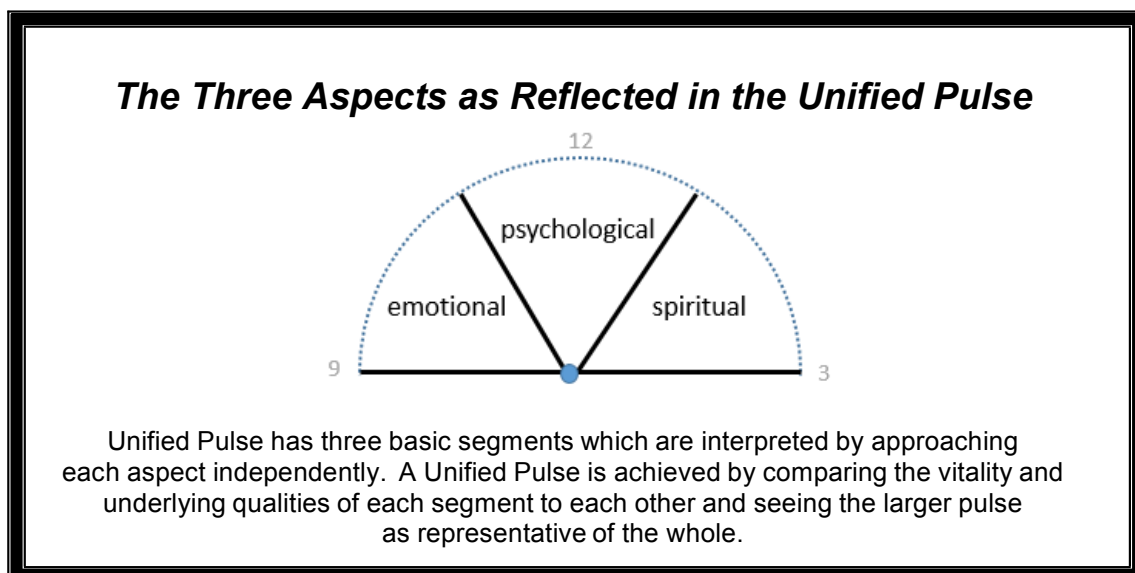 The Three Aspects as Reflected in the Unified Pulse
12
psychological
emotional
spiritual
9
3
Unified Pulse has three basic segments which are interpreted by approaching
each aspect independently.  A Unified Pulse is achieved by comparing the vitality and
underlying qualities of each segment to each other and seeing the larger pulse
as representative of the whole.